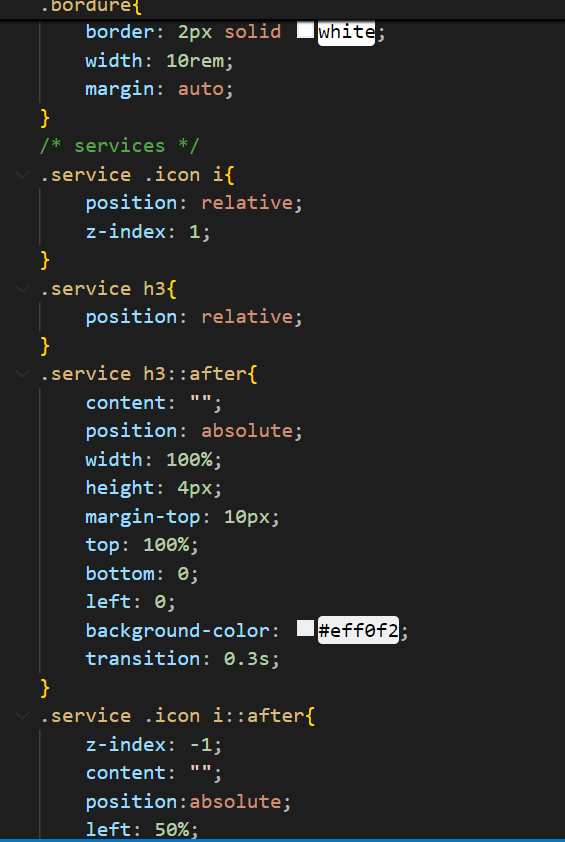 .bordure{
border: 2px solid white;
width: 10rem;
margin: auto;
}
/* services */
.service .icon i{
position: relative;
z-index: 1;
}
.service h3{
position: relative;
}
.service h3::after{
content: "";
position: absolute;
width: 100%;
height: 4px;
margin-top: 10px;
top: 100%;
bottom: 0;
left: 0;
background-color: #eff0f2;
transition: 0.3s;
}
.service .icon i::after{
z-index: -1;
content: "";
position:absolute;
left: 50%;